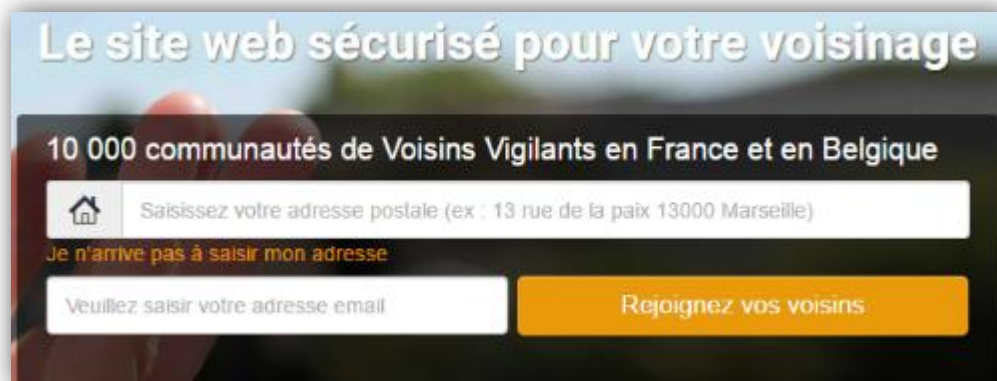 Le site web sécurisé pour votre voisinage
10 000 communautés de Voisins Vigilants en France et en Belgique
Saisissez votre adresse postale (ex : 13 rue de la paix 13000 Marseille)
Je n'arrive pas à saisir mon adresse
Veuillez saisir votre adresse email
Rejoignez vos voisins